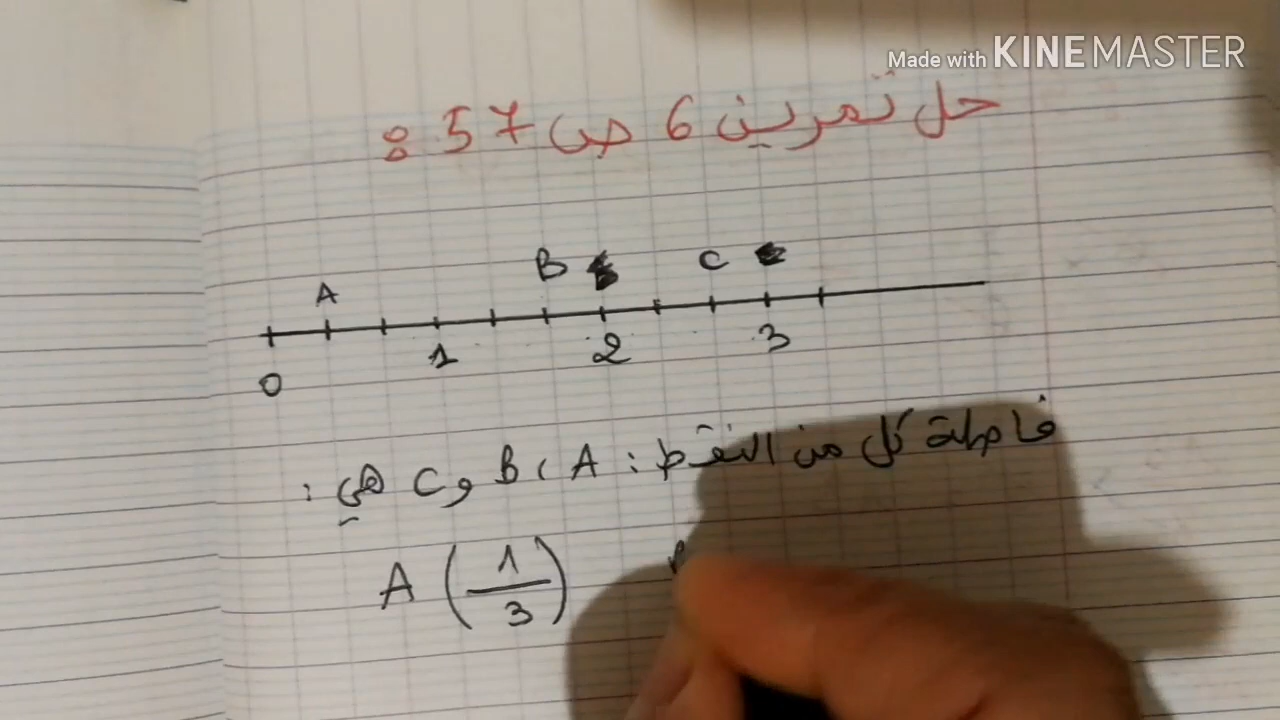 Made with KINEMASTER
حل تمرين 6 ص 57 :
A B C
0 1 2 3
فاصلة كل من النقط : A ، B و C هي :
A (1/3)